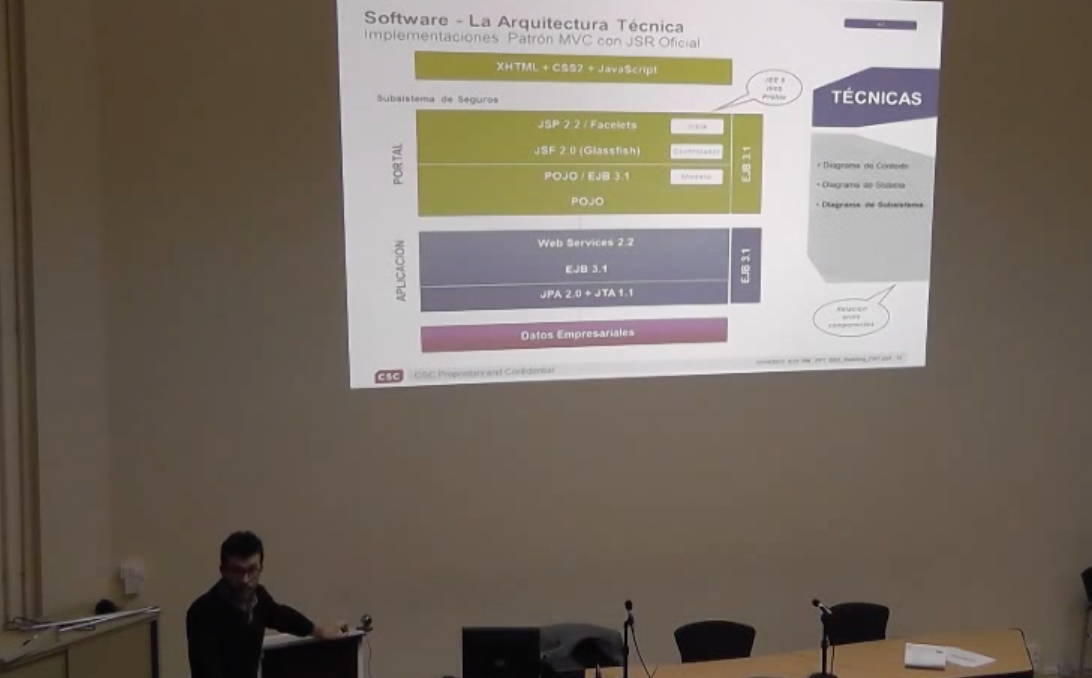 Software - La Arquitectura Técnica
Implementaciones: Patrón MVC con JSR Oficial
XHTML + CSS2 + JavaScript
Subsistema de Seguros
JEE 6
Web
Profile
PORTAL
JSP 2.2 / Facelets
Vista
JSF 2.0 (Glassfish)
Controlador
POJO / EJB 3.1
Modelo
POJO
EJB 3.1
APLICACIÓN
Web Services 2.2
EJB 3.1
JPA 2.0 + JTA 1.1
EJB 3.1
Datos Empresariales
TÉCNICAS
• Diagrama de Contexto
• Diagrama de Sistema
• Diagrama de Subsistema
Relación
entre
componentes
CSC CSC Proprietary and Confidential